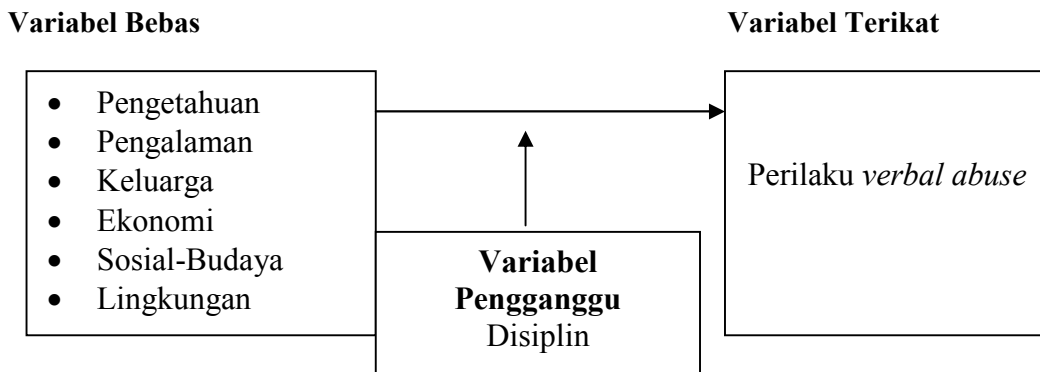 Variabel Bebas
Variabel Terikat
• Pengetahuan
• Pengalaman
• Keluarga
• Ekonomi
• Sosial-Budaya
• Lingkungan
Variabel
Pengganggu
Disiplin
Perilaku verbal abuse